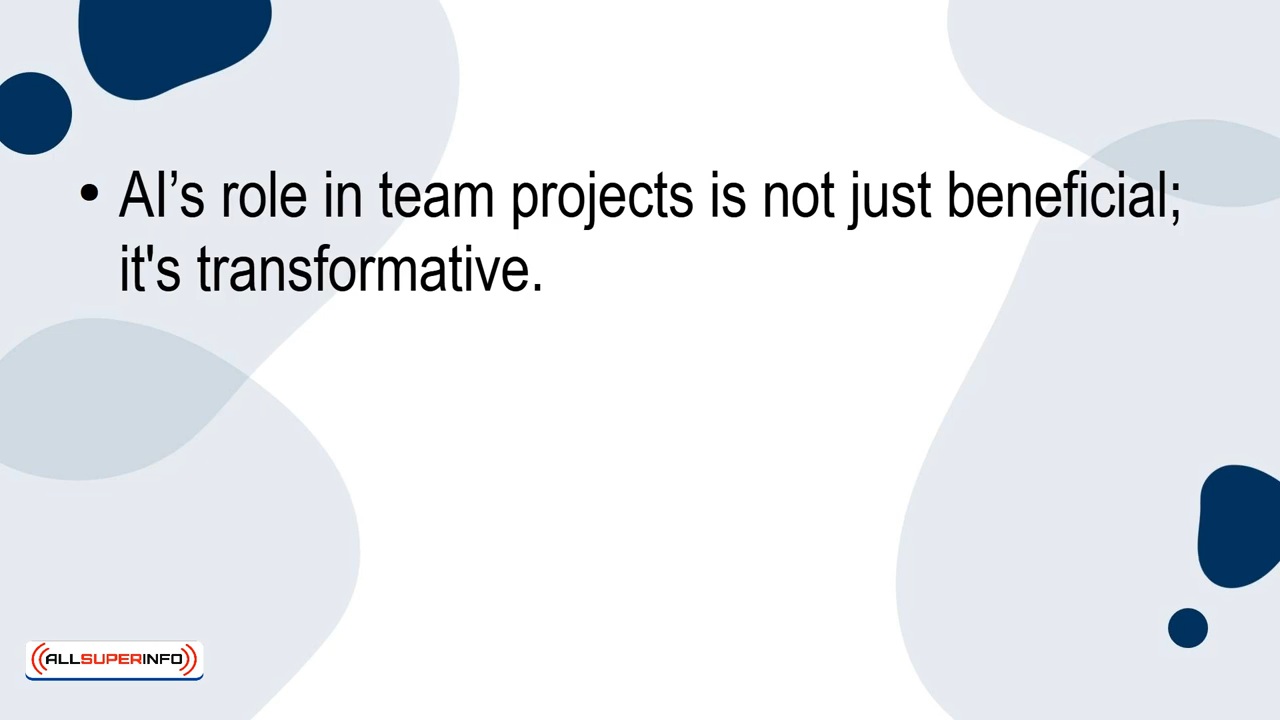 • AI’s role in team projects is not just beneficial;
it's transformative.
((ALLSUPERINFO))